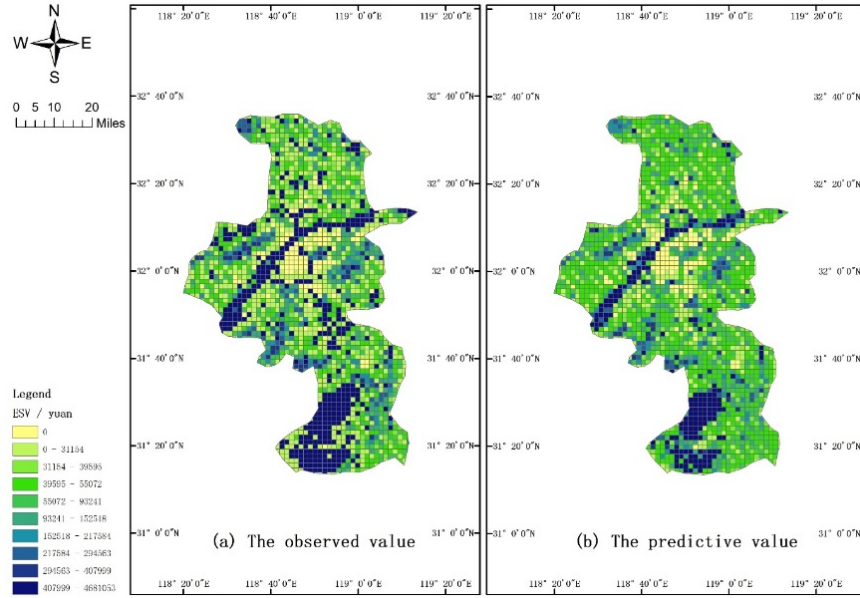 N
W E
S
0 5 10 20
Miles
118° 20′0″E 118° 40′0″E 119° 0′0″E 119° 20′0″E
118° 20′0″E 118° 40′0″E 119° 0′0″E 119° 20′0″E
32° 40′0″N 32° 40′0″N 32° 40′0″N
32° 20′0″N 32° 20′0″N 32° 20′0″N
32° 0′0″N 32° 0′0″N 32° 0′0″N
31° 40′0″N 31° 40′0″N 31° 40′0″N
31° 20′0″N 31° 20′0″N 31° 20′0″N
31° 0′0″N 31° 0′0″N 31° 0′0″N
Legend
ESV / yuan
0
0 - 31184
31184 - 39595
39595 - 55072
55072 - 93241
93241 - 152518
152518 - 217584
217584 - 294563
294563 - 407999
407999 - 4681053
(a) The observed value
(b) The predictive value
118° 20′0″E 118° 40′0″E 119° 0′0″E 119° 20′0″E
118° 20′0″E 118° 40′0″E 119° 0′0″E 119° 20′0″E